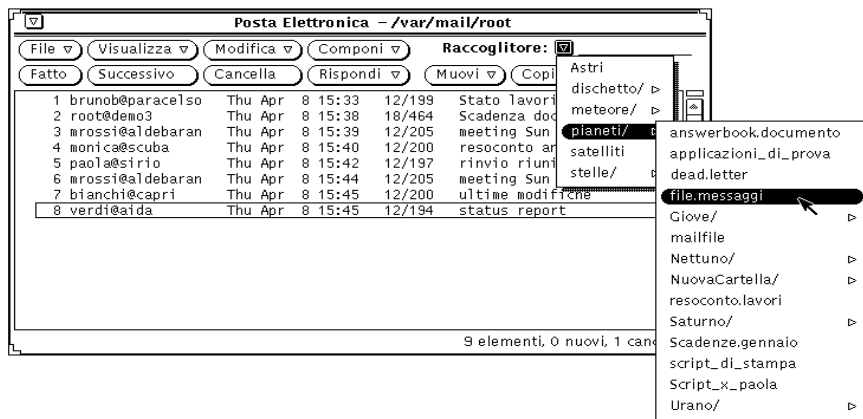 Posta Elettronica – /var/mail/root
File Visualizza Modifica Componi Raccoglitore:
Fatto Successivo Cancella Rispondi Muovi Copi
1 brunob@paracelso Thu Apr 8 15:33 12/199 Stato lavori
2 root@demo3 Thu Apr 8 15:38 18/464 Scadenza doc
3 mrossi@aldebaran Thu Apr 8 15:39 12/205 meeting Sun
4 monica@scuba Thu Apr 8 15:40 12/200 resoconto an
5 paola@sirio Thu Apr 8 15:42 12/197 rinvio riuni
6 mrossi@aldebaran Thu Apr 8 15:44 12/205 meeting Sun
7 bianchi@capri Thu Apr 8 15:45 12/200 ultime modifiche
8 verdi@aida Thu Apr 8 15:45 12/194 status report
9 elementi, 0 nuovi, 1 canc
Astri
dischetto/
meteore/
pianeti/
satelliti
stelle/
answerbook.documento
applicazioni_di_prova
dead.letter
file.messaggi
Giove/
mailfile
Nettuno/
NuovaCartella/
resoconto.lavori
Saturno/
Scadenze.gennaio
script_di_stampa
Script_x_paola
Urano/